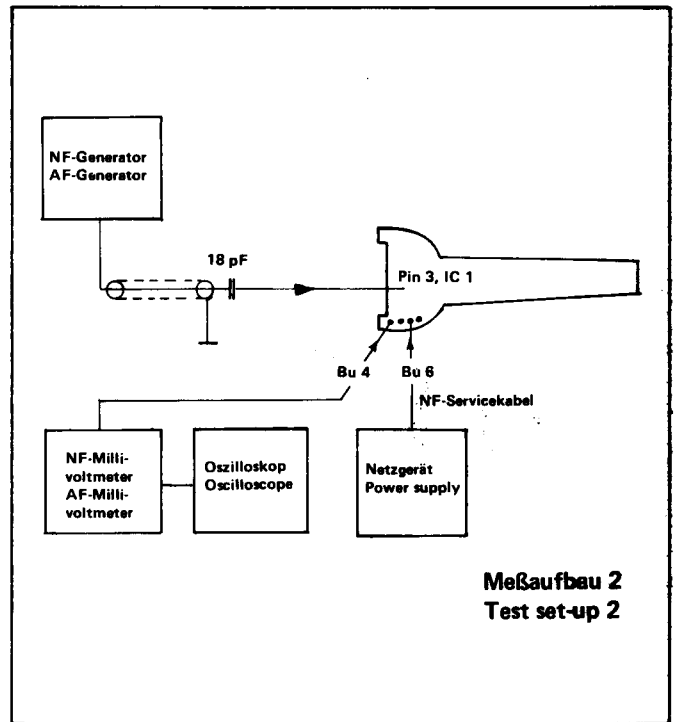 NF-Generator
AF-Generator
18 pF
Pin 3, IC 1
Bu 4
Bu 6
NF-Servicekabel
NF-Milli-
voltmeter
AF-Milli-
voltmeter
Oszilloskop
Oscilloscope
Netzgerät
Power supply
Meßaufbau 2
Test set-up 2